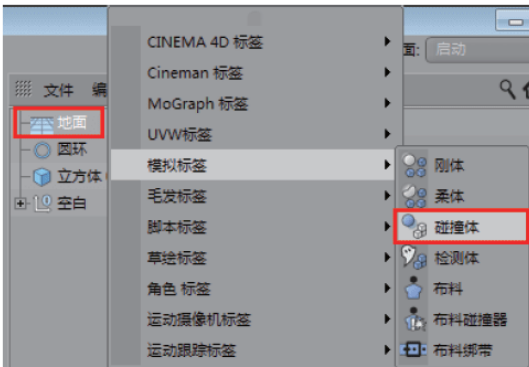 CINEMA 4D 标签
Cineman 标签
面: 启动
文件 编
MoGraph 标签
地面
UVW标签
圆环
模拟标签
刚体
立方体
毛发标签
柔体
空白
脚本标签
碰撞体
草绘标签
检测体
角色 标签
布料
运动摄像机标签
布料碰撞器
运动跟踪标签
布料绑带